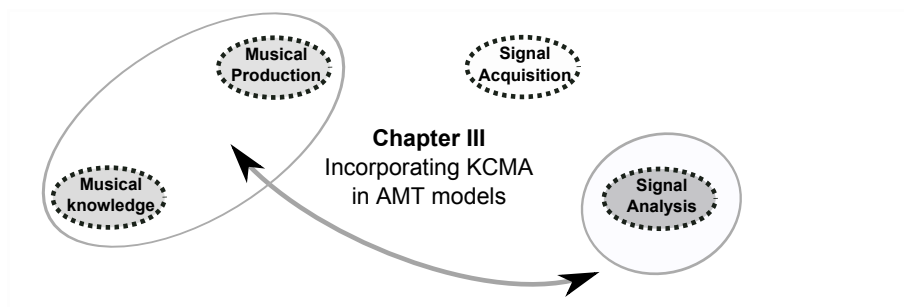 Musical
Production
Signal
Acquisition
Chapter III
Incorporating KCMA
in AMT models
Musical
knowledge
Signal
Analysis